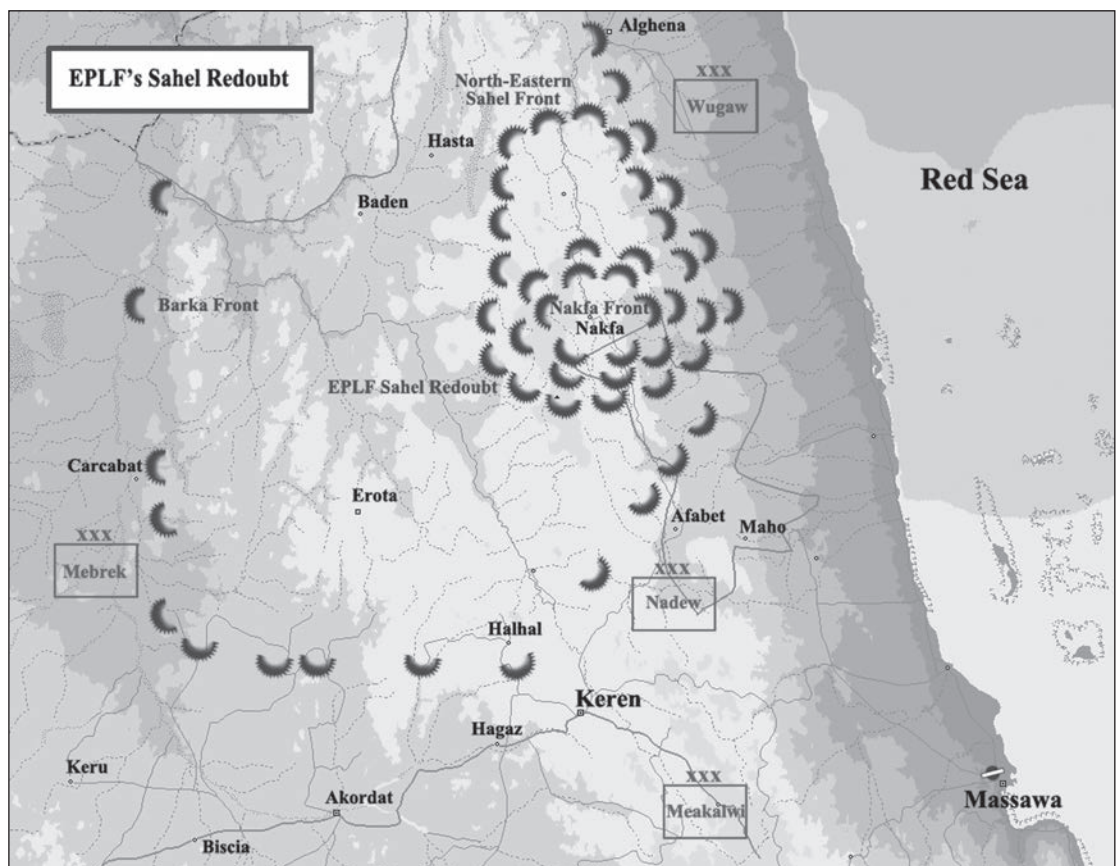 EPLF's Sahel Redoubt
Alghena
North-Eastern
Sahel Front
XXX
Wugaw
Hasta
Red Sea
Baden
Barka Front
Nakfa Front
Nakfa
EPLF Sahel Redoubt
Carcabat
Erota
Afabet
Maho
XXX
Mebrek
XXX
Nadew
Halhal
Keren
Hagaz
Keru
XXX
Meakalwi
Akordat
Massawa
Biscia